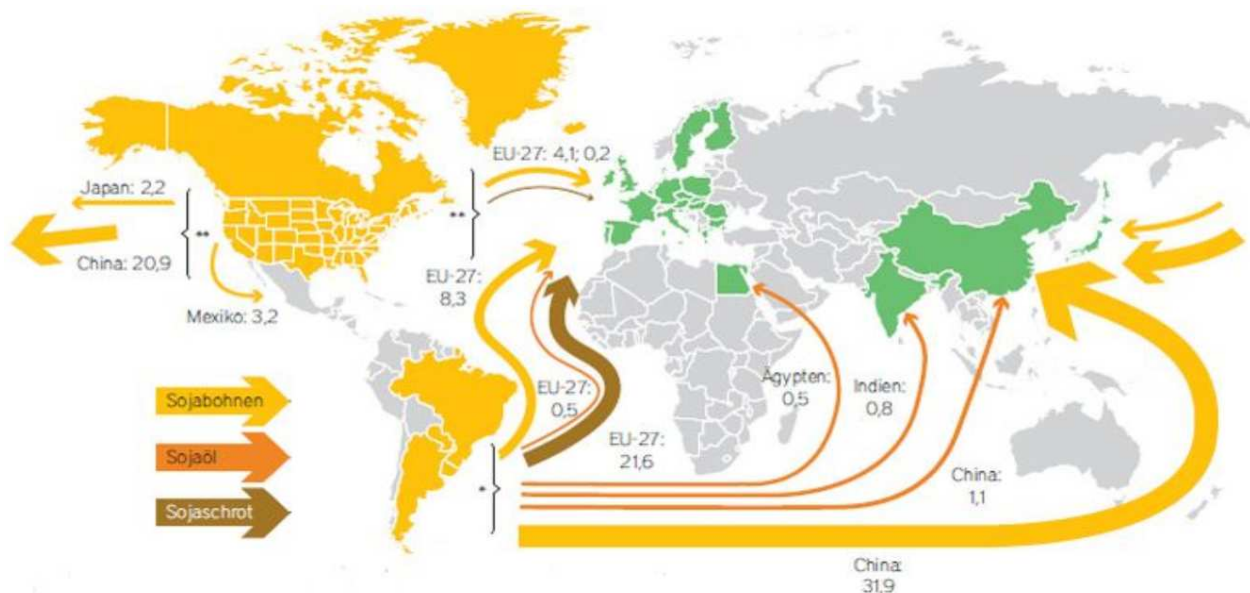 EU-27: 4,1; 0,2
Japan: 2,2
**
**
China: 20,9
EU-27:
8,3
Mexiko: 3,2
Ägypten:
0,5
Indien:
0,8
EU-27:
0,5
Sojabohnen
EU-27:
21,6
Sojaöl
China:
1,1
*
Sojaschrot
China:
31,9